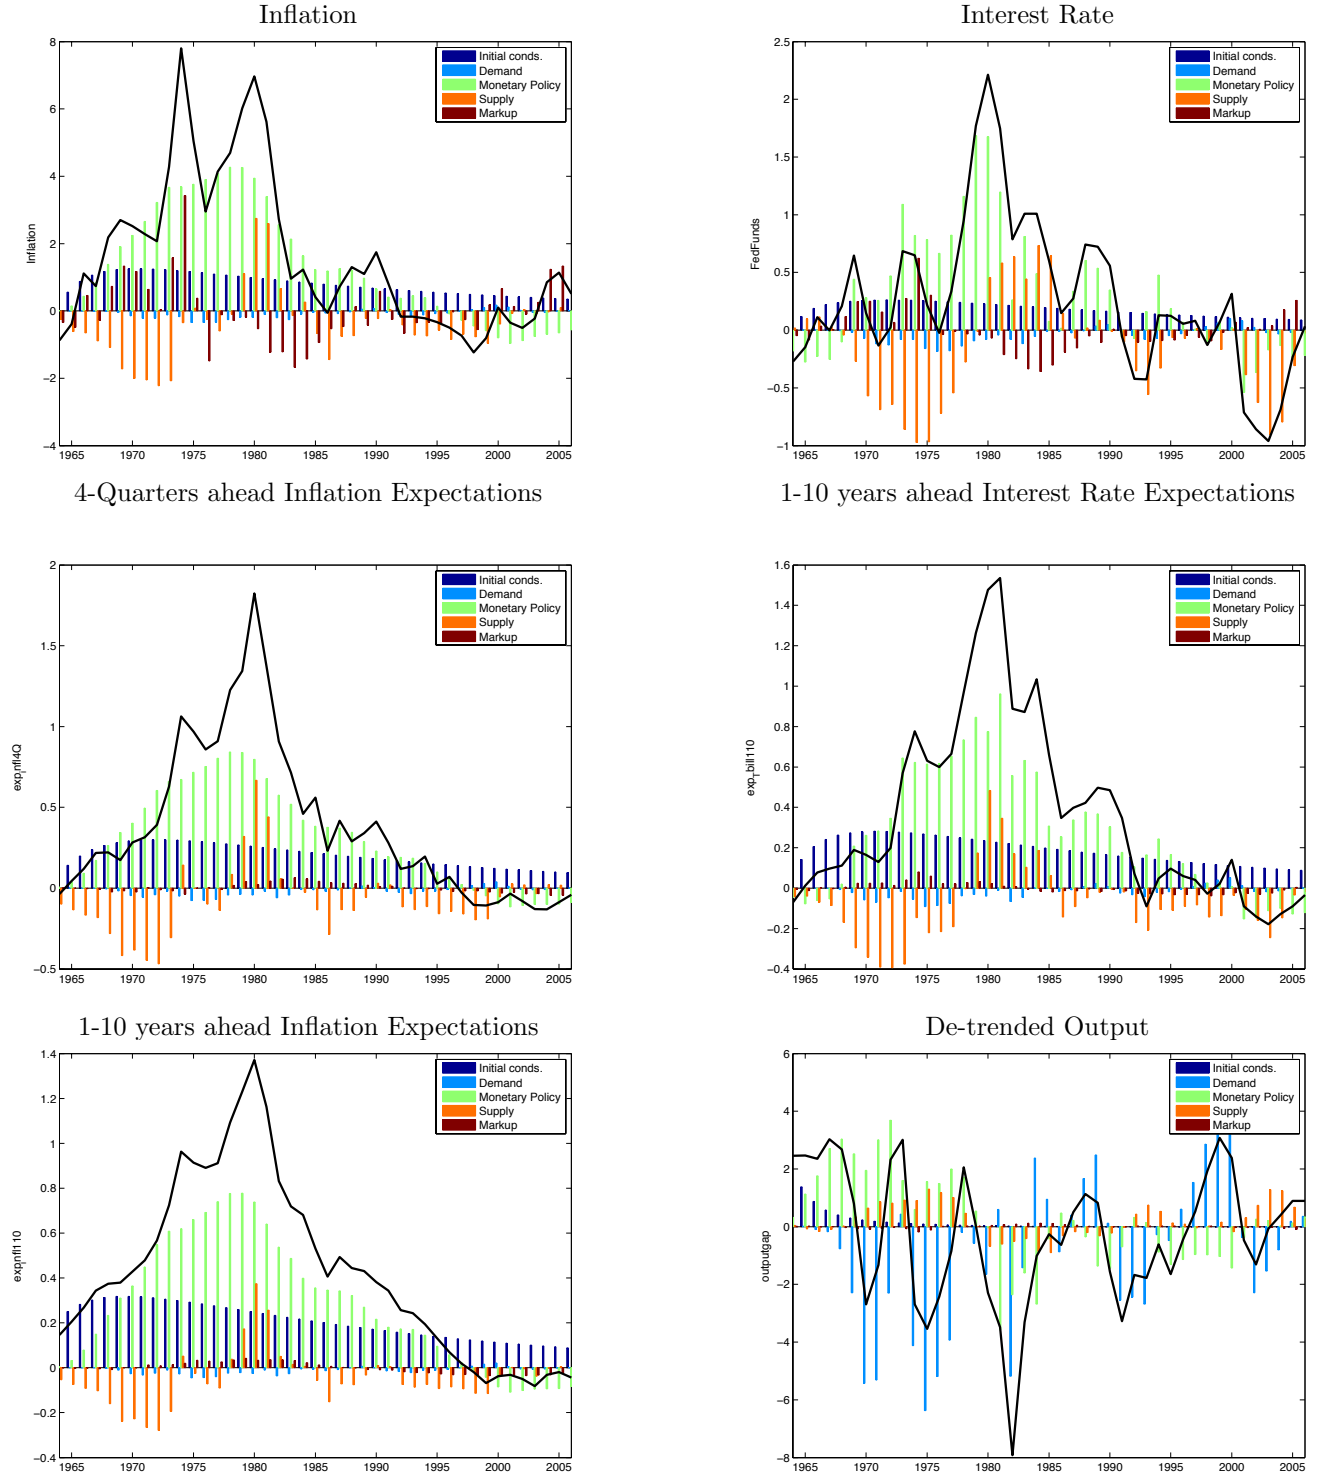 Inflation
8
6
4
2
0
−2
−4
Inflation
1965 1970 1975 1980 1985 1990 1995 2000 2005
Initial conds.
Demand
Monetary Policy
Supply
Markup
Interest Rate
2.5
2
1.5
1
0.5
0
−0.5
−1
FedFunds
1965 1970 1975 1980 1985 1990 1995 2000 2005
Initial conds.
Demand
Monetary Policy
Supply
Markup
4-Quarters ahead Inflation Expectations
2
1.5
1
0.5
0
−0.5
expinfl4Q
1965 1970 1975 1980 1985 1990 1995 2000 2005
Initial conds.
Demand
Monetary Policy
Supply
Markup
1-10 years ahead Interest Rate Expectations
1.6
1.4
1.2
1
0.8
0.6
0.4
0.2
0
−0.2
−0.4
expTbill110
1965 1970 1975 1980 1985 1990 1995 2000 2005
Initial conds.
Demand
Monetary Policy
Supply
Markup
1-10 years ahead Inflation Expectations
1.4
1.2
1
0.8
0.6
0.4
0.2
0
−0.2
−0.4
expinfl110
1965 1970 1975 1980 1985 1990 1995 2000 2005
Initial conds.
Demand
Monetary Policy
Supply
Markup
De-trended Output
6
4
2
0
−2
−4
−6
−8
outputgap
1965 1970 1975 1980 1985 1990 1995 2000 2005
Initial conds.
Demand
Monetary Policy
Supply
Markup